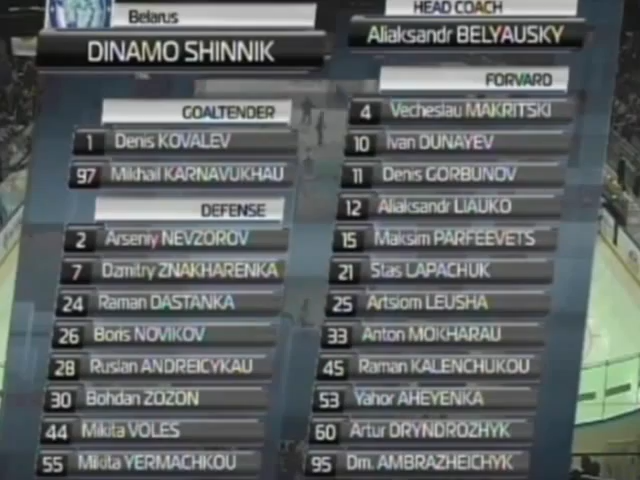 Belarus
DINAMO SHINNIK
HEAD COACH
Aliaksandr BELYAUSKY
GOALTENDER
1 Denis KOVALEV
97 Mikhail KARNAVUKHAU
DEFENSE
2 Arseniy NEVZOROV
7 Dzmitry ZNAKHARENKA
24 Raman DASTANKA
26 Boris NOVIKOV
28 Ruslan ANDREICYKAU
30 Bohdan ZOZON
44 Mikita VOLES
55 Mikita YERMACHKOU
FORVARD
4 Vecheslau MAKRITSKI
10 Ivan DUNAYEV
11 Denis GORBUNOV
12 Aliaksandr LIAUKO
15 Maksim PARFEEVETS
21 Stas LAPACHUK
25 Artsiom LEUSHA
33 Anton MOKHARAU
45 Raman KALENCHUKOU
53 Yahor AHEYENKA
60 Artur DRYNDROZHYK
95 Dm. AMBRAZHEICHYK